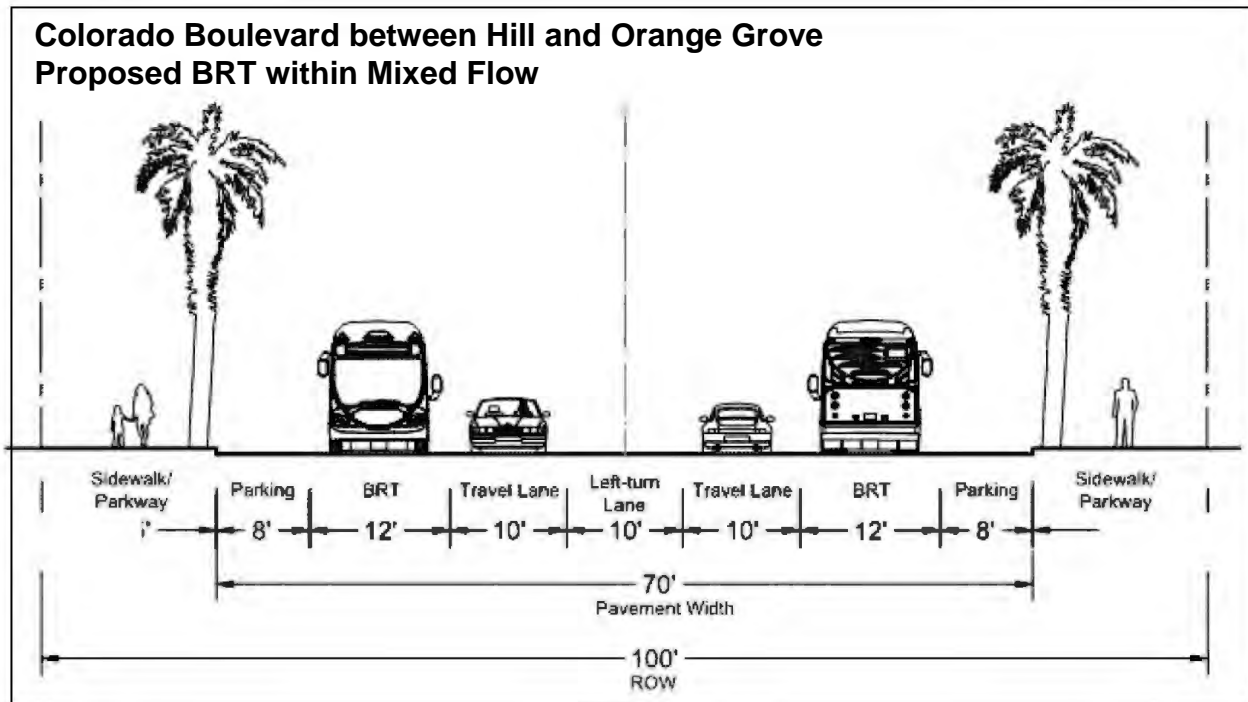 Colorado Boulevard between Hill and Orange Grove
Proposed BRT within Mixed Flow
Sidewalk/
Parkway
Parking
BRT
Travel Lane
Left-turn
Lane
Travel Lane
BRT
Parking
Sidewalk/
Parkway
8' 12' 10' 10' 10' 12' 8'
70'
Pavement Width
100'
ROW